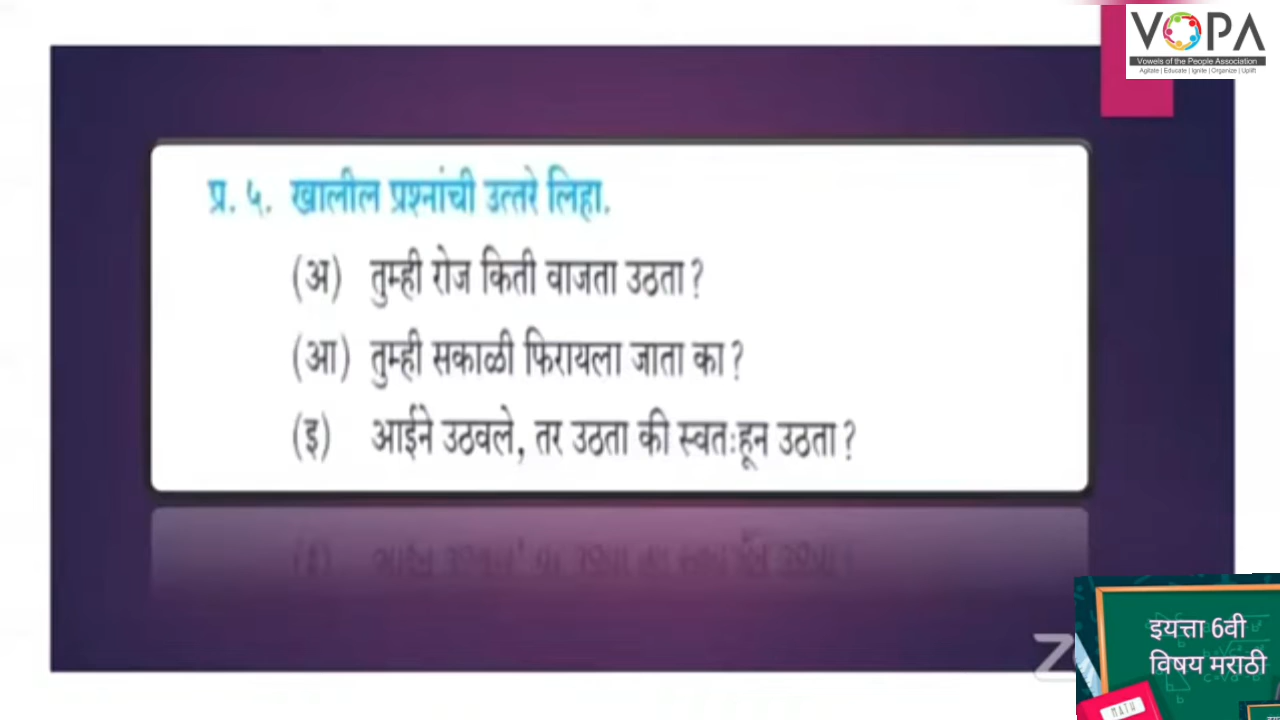 VOPA
Vowels of the People Association
Agitate | Educate | Ignite | Organize | Uplift
प्र. ५. खालील प्रश्नांची उत्तरे लिहा.
(अ) तुम्ही रोज किती वाजता उठता?
(आ) तुम्ही सकाळी फिरायला जाता का?
(इ) आईने उठवले, तर उठता की स्वतःहून उठता?
इयत्ता 6वी
विषय मराठी
MATH